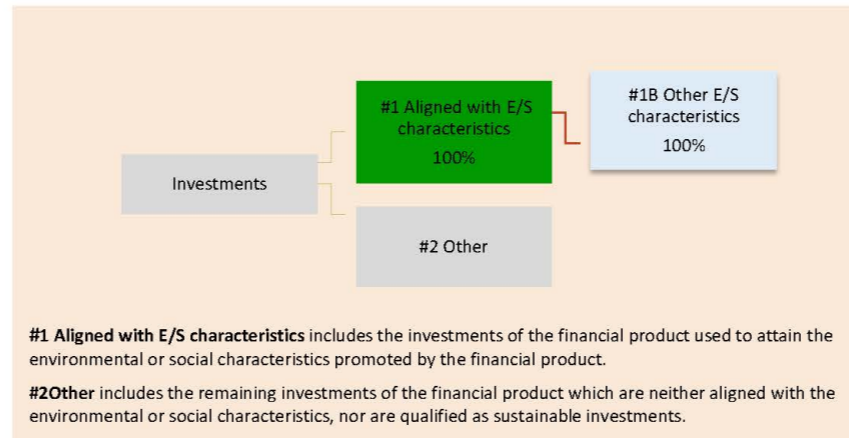 #1 Aligned with E/S
characteristics
100%
#1B Other E/S
characteristics
100%
Investments
#2 Other
#1 Aligned with E/S characteristics includes the investments of the financial product used to attain the
environmental or social characteristics promoted by the financial product.
#2Other includes the remaining investments of the financial product which are neither aligned with the
environmental or social characteristics, nor are qualified as sustainable investments.